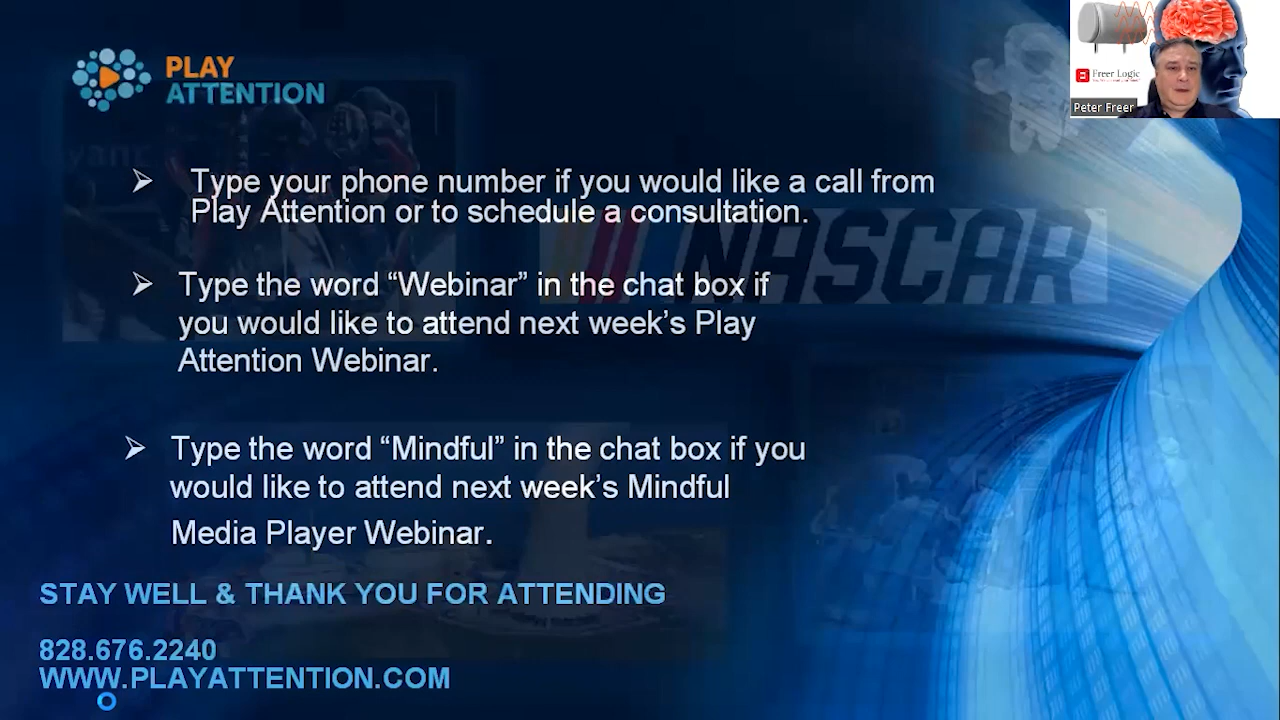 PLAY
ATTENTION
Freer Logic
Peter Freer
Type your phone number if you would like a call from
Play Attention or to schedule a consultation.
NASCAR
Type the word “Webinar” in the chat box if
you would like to attend next week’s Play
Attention Webinar.
Type the word “Mindful” in the chat box if you
would like to attend next week’s Mindful
Media Player Webinar.
STAY WELL & THANK YOU FOR ATTENDING
828.676.2240
WWW.PLAYATTENTION.COM